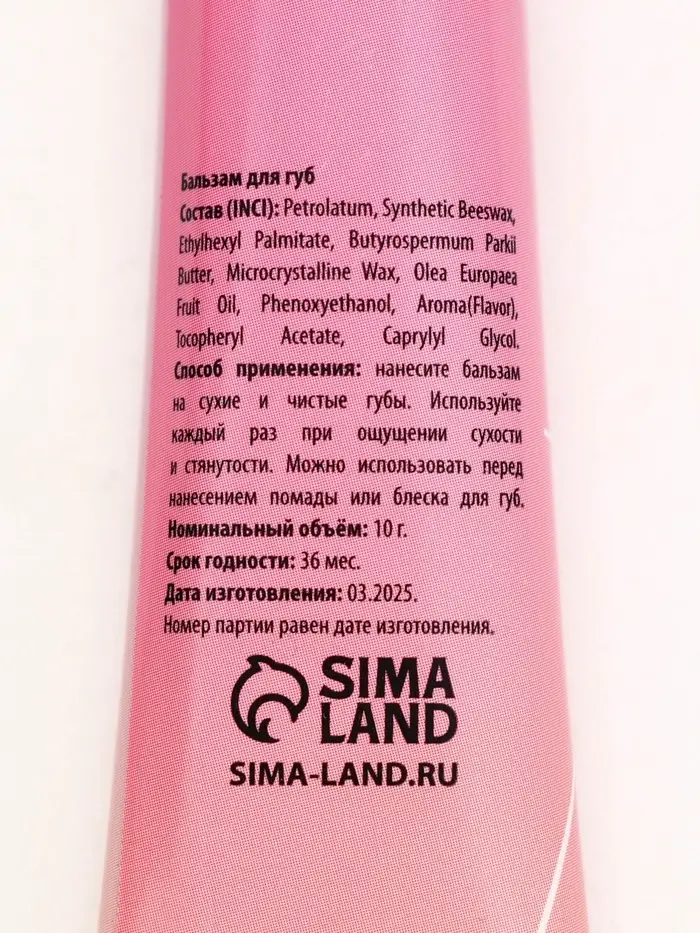 Бальзам для губ
Состав (INCI): Petrolatum, Synthetic Beeswax,
Ethylhexyl Palmitate, Butyrospermum Parkii
Butter, Microcrystalline Wax, Olea Europaea
Fruit Oil, Phenoxyethanol, Aroma(Flavor),
Tocopheryl Acetate, Caprylyl Glycol.
Способ применения: нанесите бальзам
на сухие и чистые губы. Используйте
каждый раз при ощущении сухости
и стянутости. Можно использовать перед
нанесением помады или блеска для губ.
Номинальный объём: 10 г.
Срок годности: 36 мес.
Дата изготовления: 03.2025.
Номер партии равен дате изготовления.
SIMA
LAND
SIMA-LAND.RU